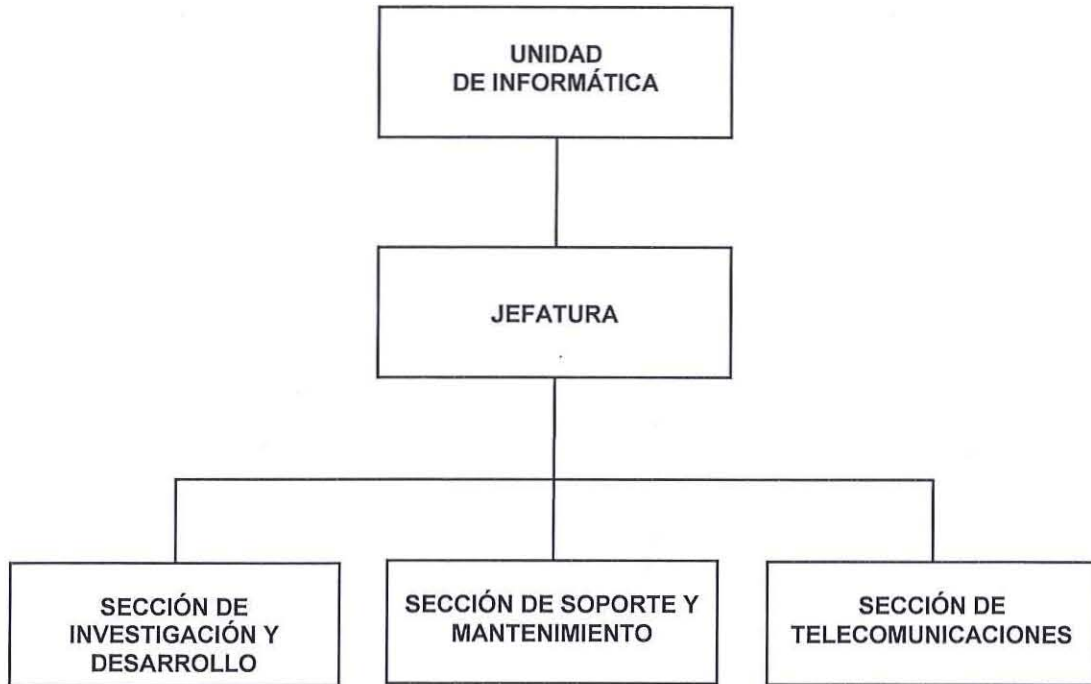 UNIDAD
DE INFORMÁTICA
JEFATURA
SECCIÓN DE
INVESTIGACIÓN Y
DESARROLLO
SECCIÓN DE SOPORTE Y
MANTENIMIENTO
SECCIÓN DE
TELECOMUNICACIONES